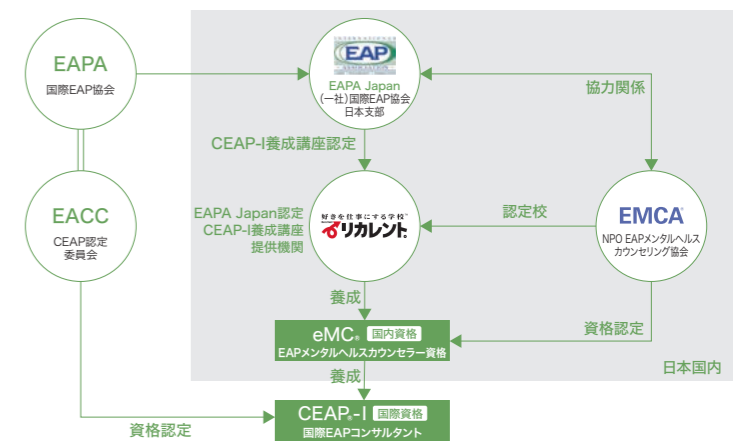 EAPA
国際EAP協会
INTERNATIONAL
EAP
EAPA Japan
(一社)国際EAP協会
日本支部
協力関係
CEAP-I養成講座認定
EACC
CEAP認定
委員会
EAPA Japan認定
CEAP-I養成講座
提供機関
好きを仕事にする学校
リカレント
認定校
EMCA
NPO EAPメンタルヘルス
カウンセリング協会
養成
eMC® 国内資格
EAPメンタルヘルスカウンセラー資格
資格認定
日本国内
養成
CEAP®-I 国際資格
国際EAPコンサルタント
資格認定